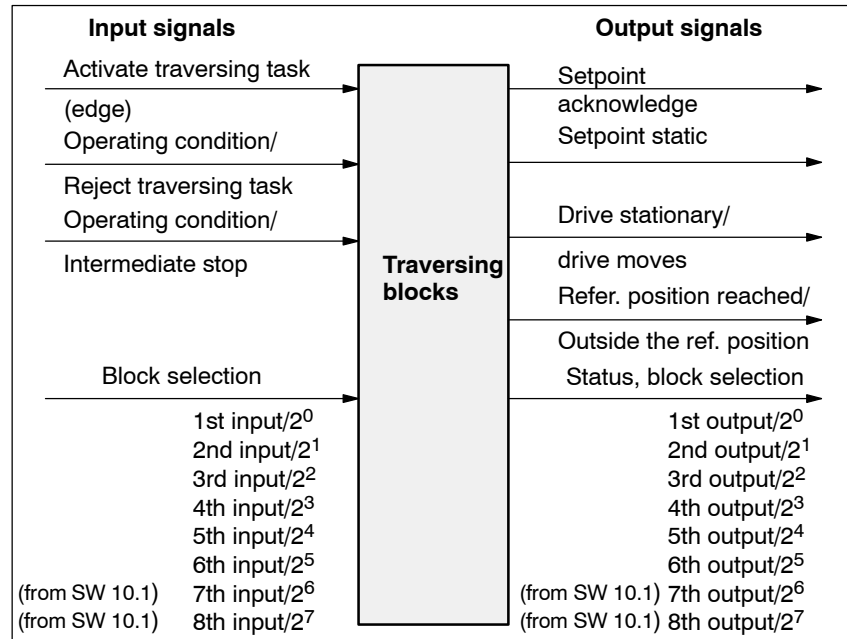 Input signals
Activate traversing task
(edge)
Operating condition/
Reject traversing task
Operating condition/
Intermediate stop
Block selection
1st input/2⁰
2nd input/2¹
3rd input/2²
4th input/2³
5th input/2⁴
6th input/2⁵
(from SW 10.1) 7th input/2⁶
(from SW 10.1) 8th input/2⁷
Traversing
blocks
Output signals
Setpoint
acknowledge
Setpoint static
Drive stationary/
drive moves
Refer. position reached/
Outside the ref. position
Status, block selection
1st output/2⁰
2nd output/2¹
3rd output/2²
4th output/2³
5th output/2⁴
6th output/2⁵
(from SW 10.1) 7th output/2⁶
(from SW 10.1) 8th output/2⁷